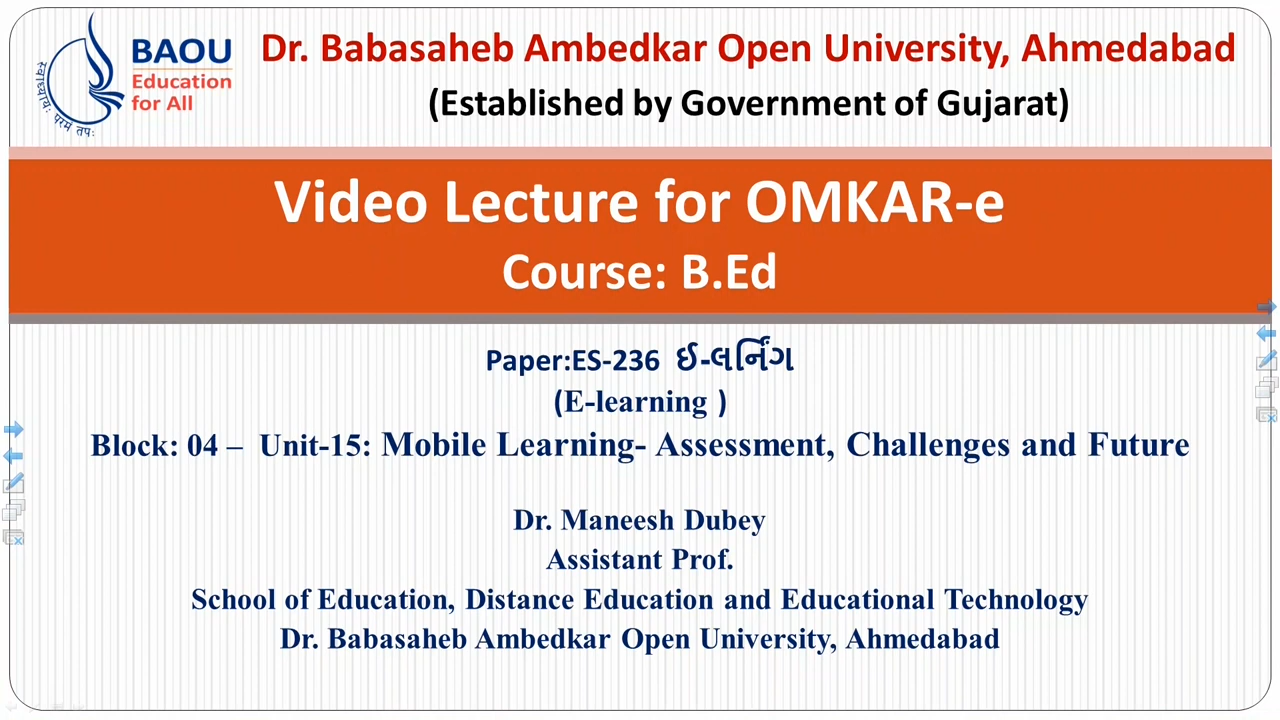 BAOU
Education
for All
स्वाध्यायः परमं तपः
Dr. Babasaheb Ambedkar Open University, Ahmedabad
(Established by Government of Gujarat)
Video Lecture for OMKAR-e
Course: B.Ed
Paper:ES-236 ઈ-લર્નિંગ
(E-learning )
Block: 04 – Unit-15: Mobile Learning- Assessment, Challenges and Future
Dr. Maneesh Dubey
Assistant Prof.
School of Education, Distance Education and Educational Technology
Dr. Babasaheb Ambedkar Open University, Ahmedabad